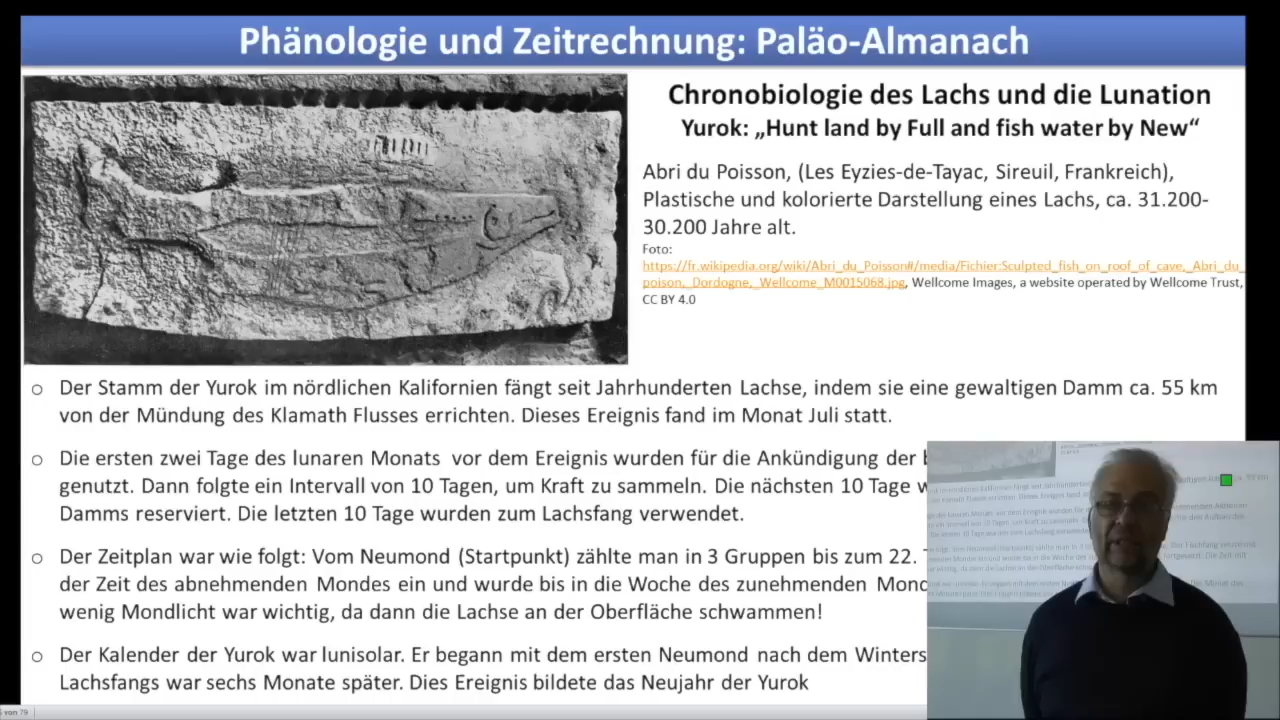 Phänologie und Zeitrechnung: Paläo-Almanach
Chronobiologie des Lachs und die Lunation
Yurok: „Hunt land by Full and fish water by New“
Abri du Poisson, (Les Eyzies-de-Tayac, Sireuil, Frankreich),
Plastische und kolorierte Darstellung eines Lachs, ca. 31.200-
30.200 Jahre alt.
Foto:
https://fr.wikipedia.org/wiki/Abri_du_Poisson#/media/Fichier:Sculpted_fish_on_roof_of_cave,_Abri_du_
poison,_Dordogne,_Wellcome_M0015068.jpg, Wellcome Images, a website operated by Wellcome Trust,
CC BY 4.0
o Der Stamm der Yurok im nördlichen Kalifornien fängt seit Jahrhunderten Lachse, indem sie eine gewaltigen Damm ca. 55 km
von der Mündung des Klamath Flusses errichten. Dieses Ereignis fand im Monat Juli statt.
o Die ersten zwei Tage des lunaren Monats vor dem Ereignis wurden für die Ankündigung der
genutzt. Dann folgte ein Intervall von 10 Tagen, um Kraft zu sammeln. Die nächsten 10 Tage
Damms reserviert. Die letzten 10 Tage wurden zum Lachsfang verwendet.
o Der Zeitplan war wie folgt: Vom Neumond (Startpunkt) zählte man in 3 Gruppen bis zum 22.
der Zeit des abnehmenden Mondes ein und wurde bis in die Woche des zunehmenden
wenig Mondlicht war wichtig, da dann die Lachse an der Oberfläche schwammen!
o Der Kalender der Yurok war lunisolar. Er begann mit dem ersten Neumond nach dem
Lachsfangs war sechs Monate später. Dies Ereignis bildete das Neujahr der Yurok
von 79